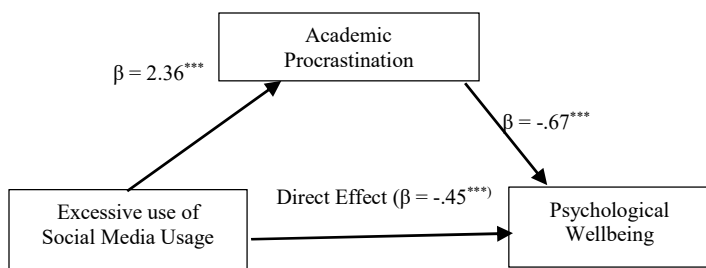 Academic
Procrastination
β = 2.36***
β = -.67***
Direct Effect (β = -.45***)
Excessive use of
Social Media Usage
Psychological
Wellbeing